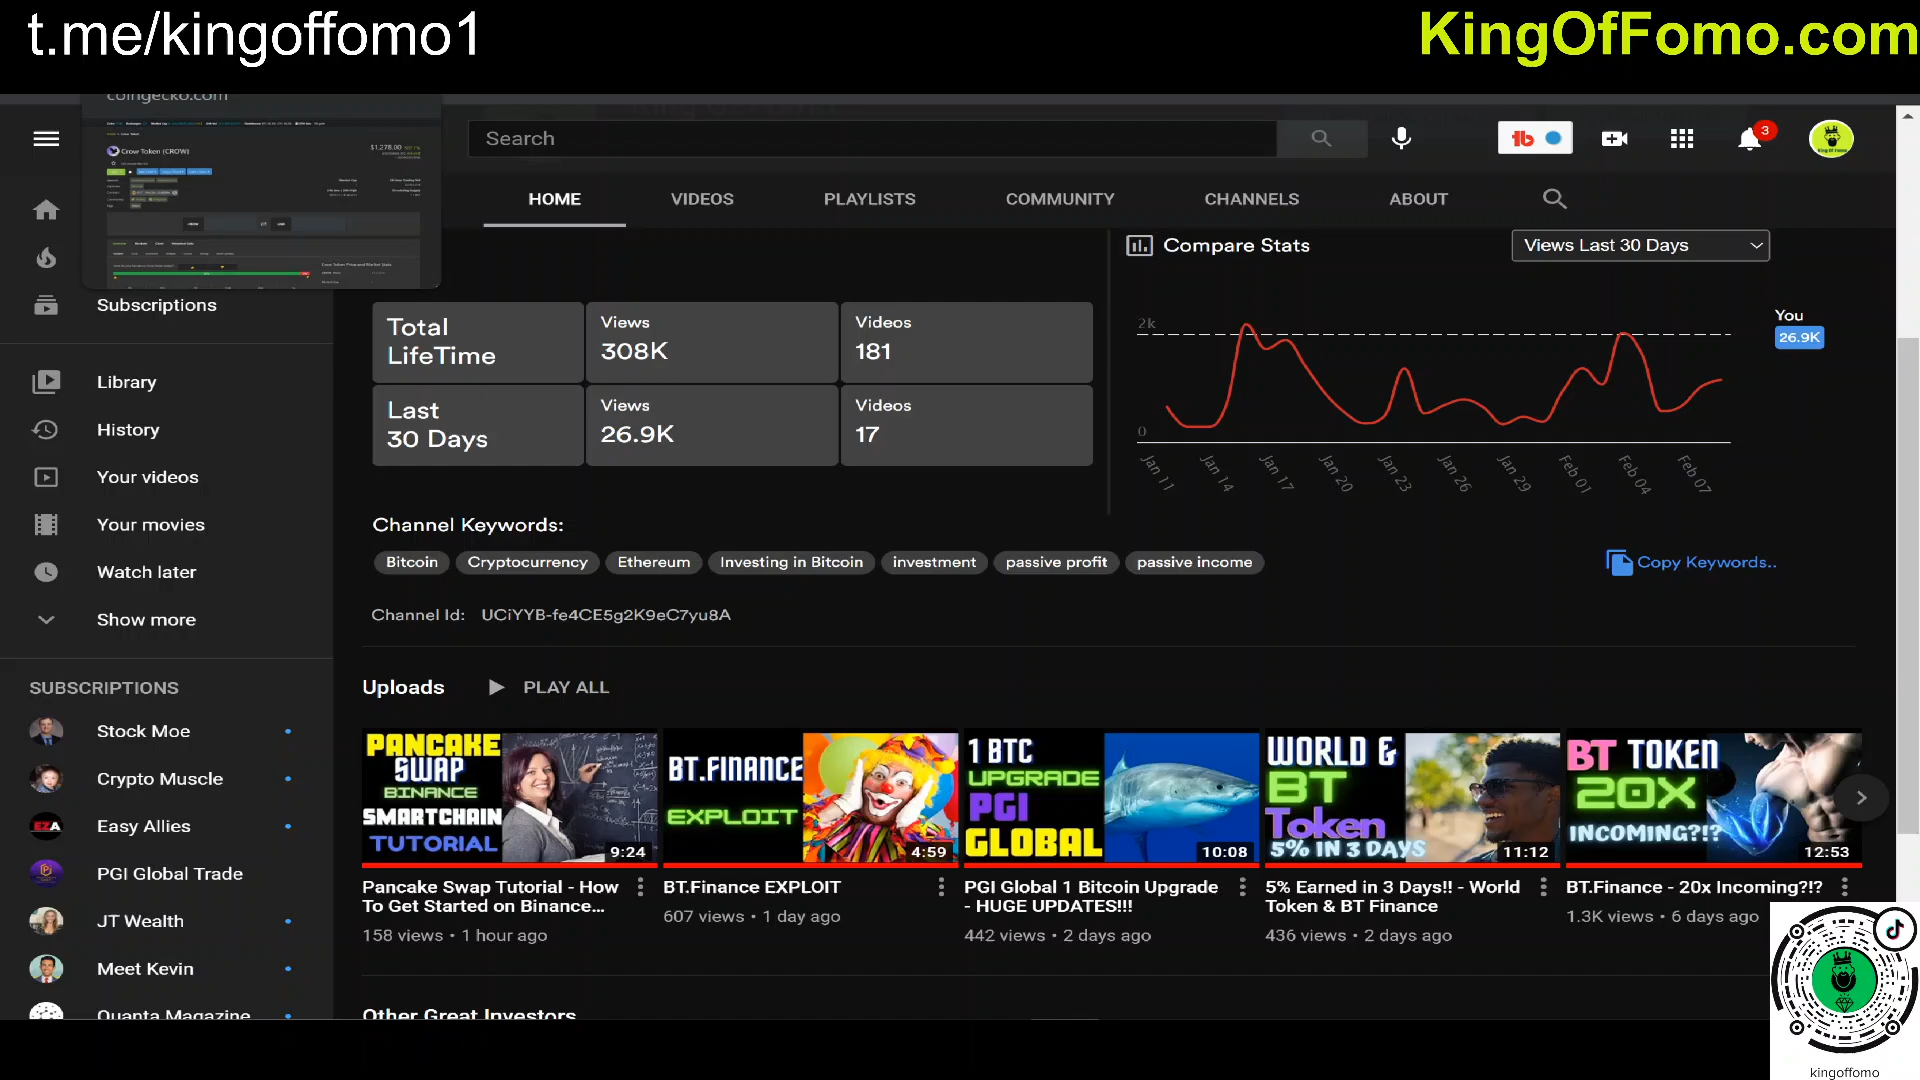 t.me/kingoffomo1
KingOfFomo.com
coingecko.com
Crow Token (CROW)
$1,278.00
Search
3
HOME
VIDEOS
PLAYLISTS
COMMUNITY
CHANNELS
ABOUT
Compare Stats
Views Last 30 Days
Subscriptions
Library
History
Your videos
Your movies
Watch later
Show more
SUBSCRIPTIONS
Stock Moe
Crypto Muscle
EZA
Easy Allies
PGI Global Trade
JT Wealth
Meet Kevin
Quanta Magazine
Total
LifeTime
Views
308K
Videos
181
Last
30 Days
Views
26.9K
Videos
17
2k
0
Jan 11
Jan 14
Jan 17
Jan 20
Jan 23
Jan 26
Jan 29
Feb 01
Feb 04
Feb 07
You
26.9K
Channel Keywords:
Bitcoin
Cryptocurrency
Ethereum
Investing in Bitcoin
investment
passive profit
passive income
Copy Keywords..
Channel Id: UCiYYB-fe4CE5g2K9eC7yu8A
Uploads
PLAY ALL
PANCAKE
SWAP
BINANCE
SMARTCHAIN
TUTORIAL
9:24
Pancake Swap Tutorial - How
To Get Started on Binance...
158 views • 1 hour ago
BT.FINANCE
EXPLOIT
4:59
BT.Finance EXPLOIT
607 views • 1 day ago
1 BTC
UPGRADE
PGI
GLOBAL
10:08
PGI Global 1 Bitcoin Upgrade
- HUGE UPDATES!!!
442 views • 2 days ago
WORLD &
BT
Token
5% IN 3 DAYS
11:12
5% Earned in 3 Days!! - World
Token & BT Finance
436 views • 2 days ago
BT TOKEN
20X
INCOMING?!?
12:53
BT.Finance - 20x Incoming?!?
1.3K views • 6 days ago
Other Great Investors
kingoffomo